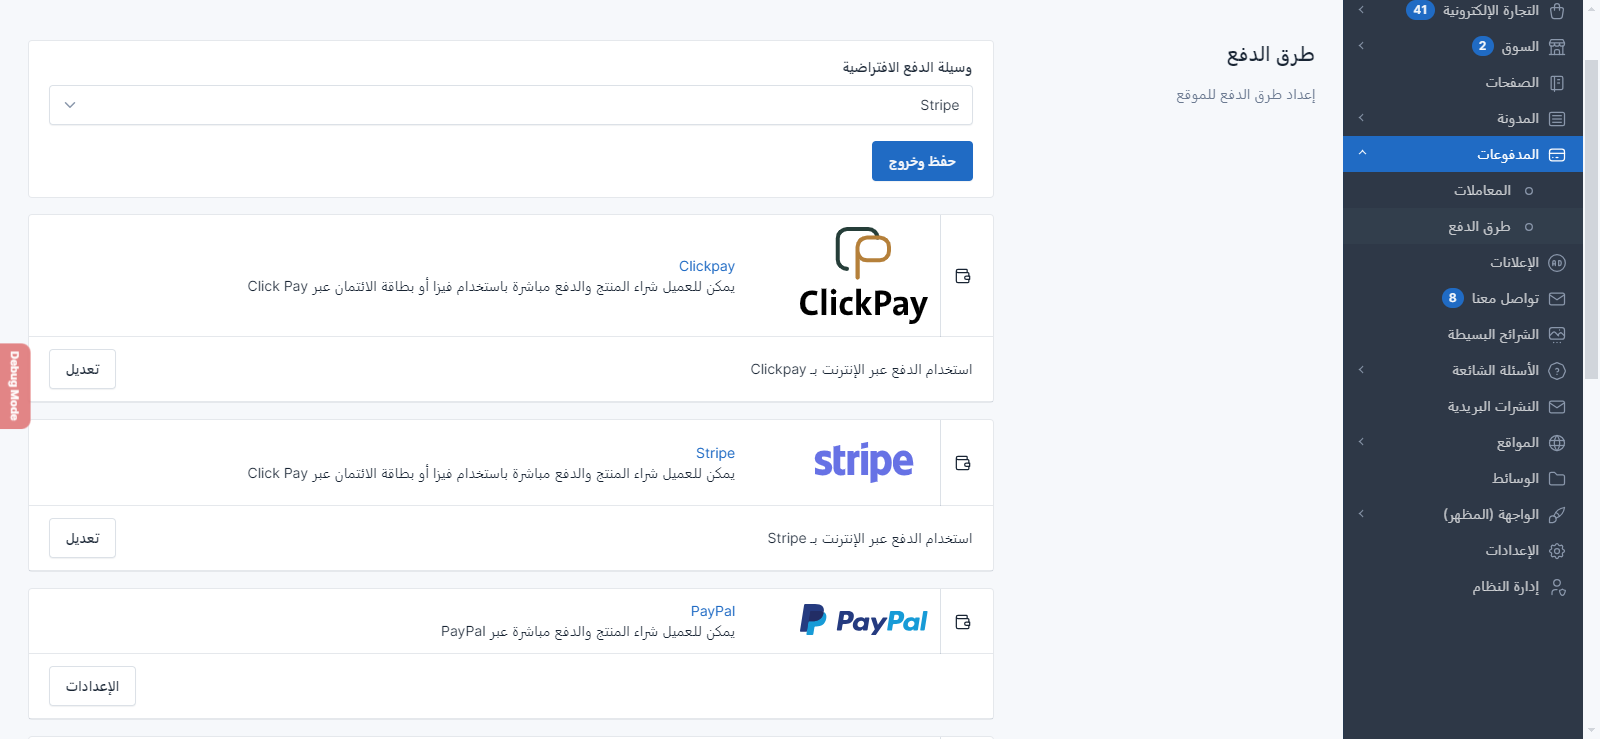 التجارة الإلكترونية 41
السوق 2
الصفحات
المدونة
المدفوعات
المعاملات
طرق الدفع
الإعلانات
تواصل معنا 8
الشرائح البسيطة
الأسئلة الشائعة
النشرات البريدية
المواقع
الوسائط
الواجهة (المظهر)
الإعدادات
إدارة النظام
طرق الدفع
إعداد طرق الدفع للموقع
وسيلة الدفع الافتراضية
Stripe
حفظ وخروج
ClickPay
Clickpay
يمكن للعميل شراء المنتج والدفع مباشرة باستخدام فيزا أو بطاقة الائتمان عبر Click Pay
استخدام الدفع عبر الإنترنت بـ Clickpay
تعديل
stripe
Stripe
يمكن للعميل شراء المنتج والدفع مباشرة باستخدام فيزا أو بطاقة الائتمان عبر Click Pay
استخدام الدفع عبر الإنترنت بـ Stripe
تعديل
PayPal
PayPal
يمكن للعميل شراء المنتج والدفع مباشرة عبر PayPal
الإعدادات
Debug Mode